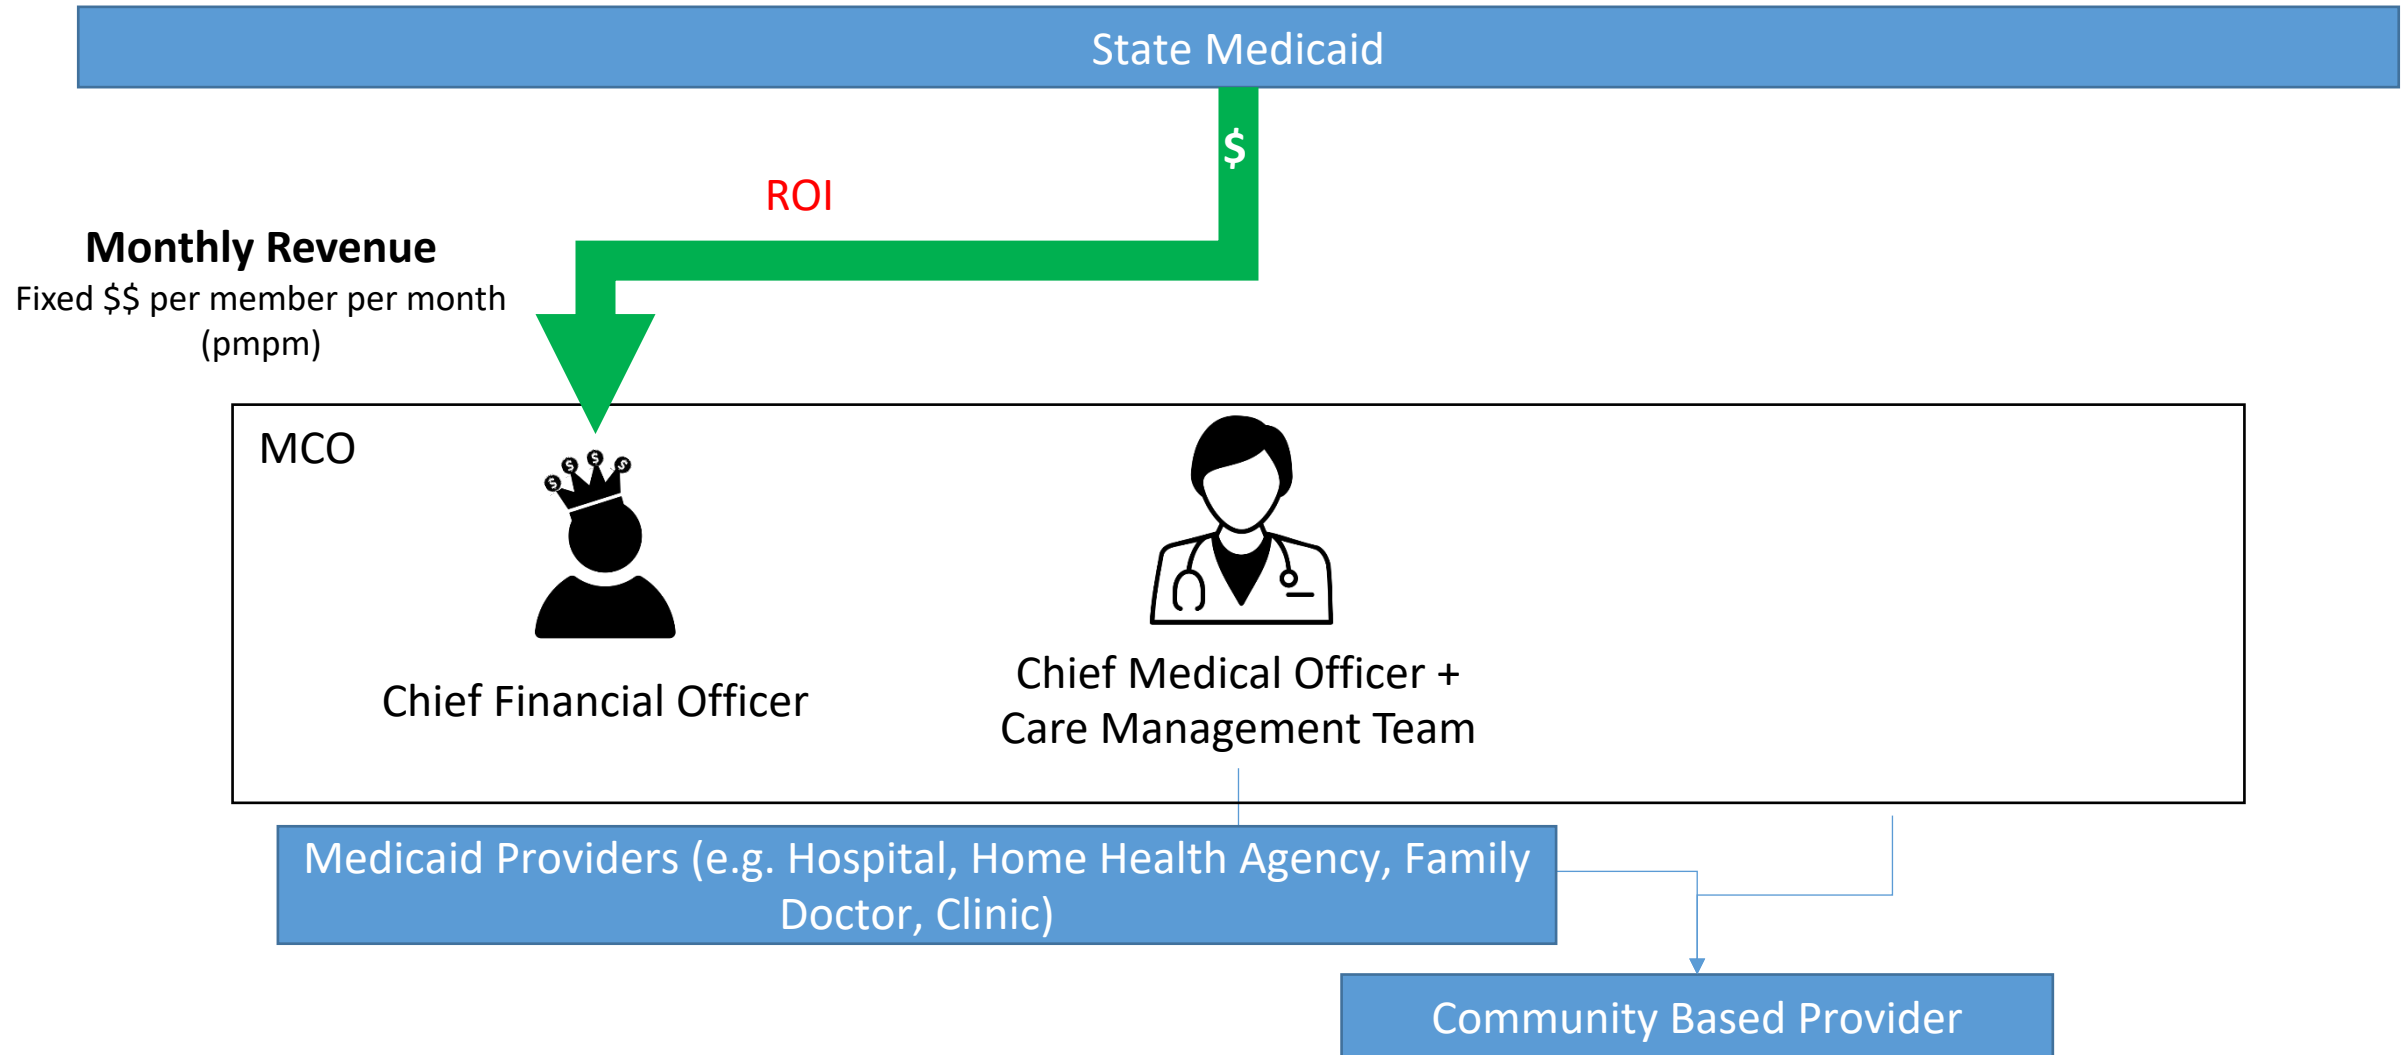 State Medicaid
$
ROI
Monthly Revenue
Fixed $$ per member per month
(pmpm)
MCO
$ $ $ $
Chief Financial Officer
Chief Medical Officer +
Care Management Team
Medicaid Providers (e.g. Hospital, Home Health Agency, Family
Doctor, Clinic)
Community Based Provider